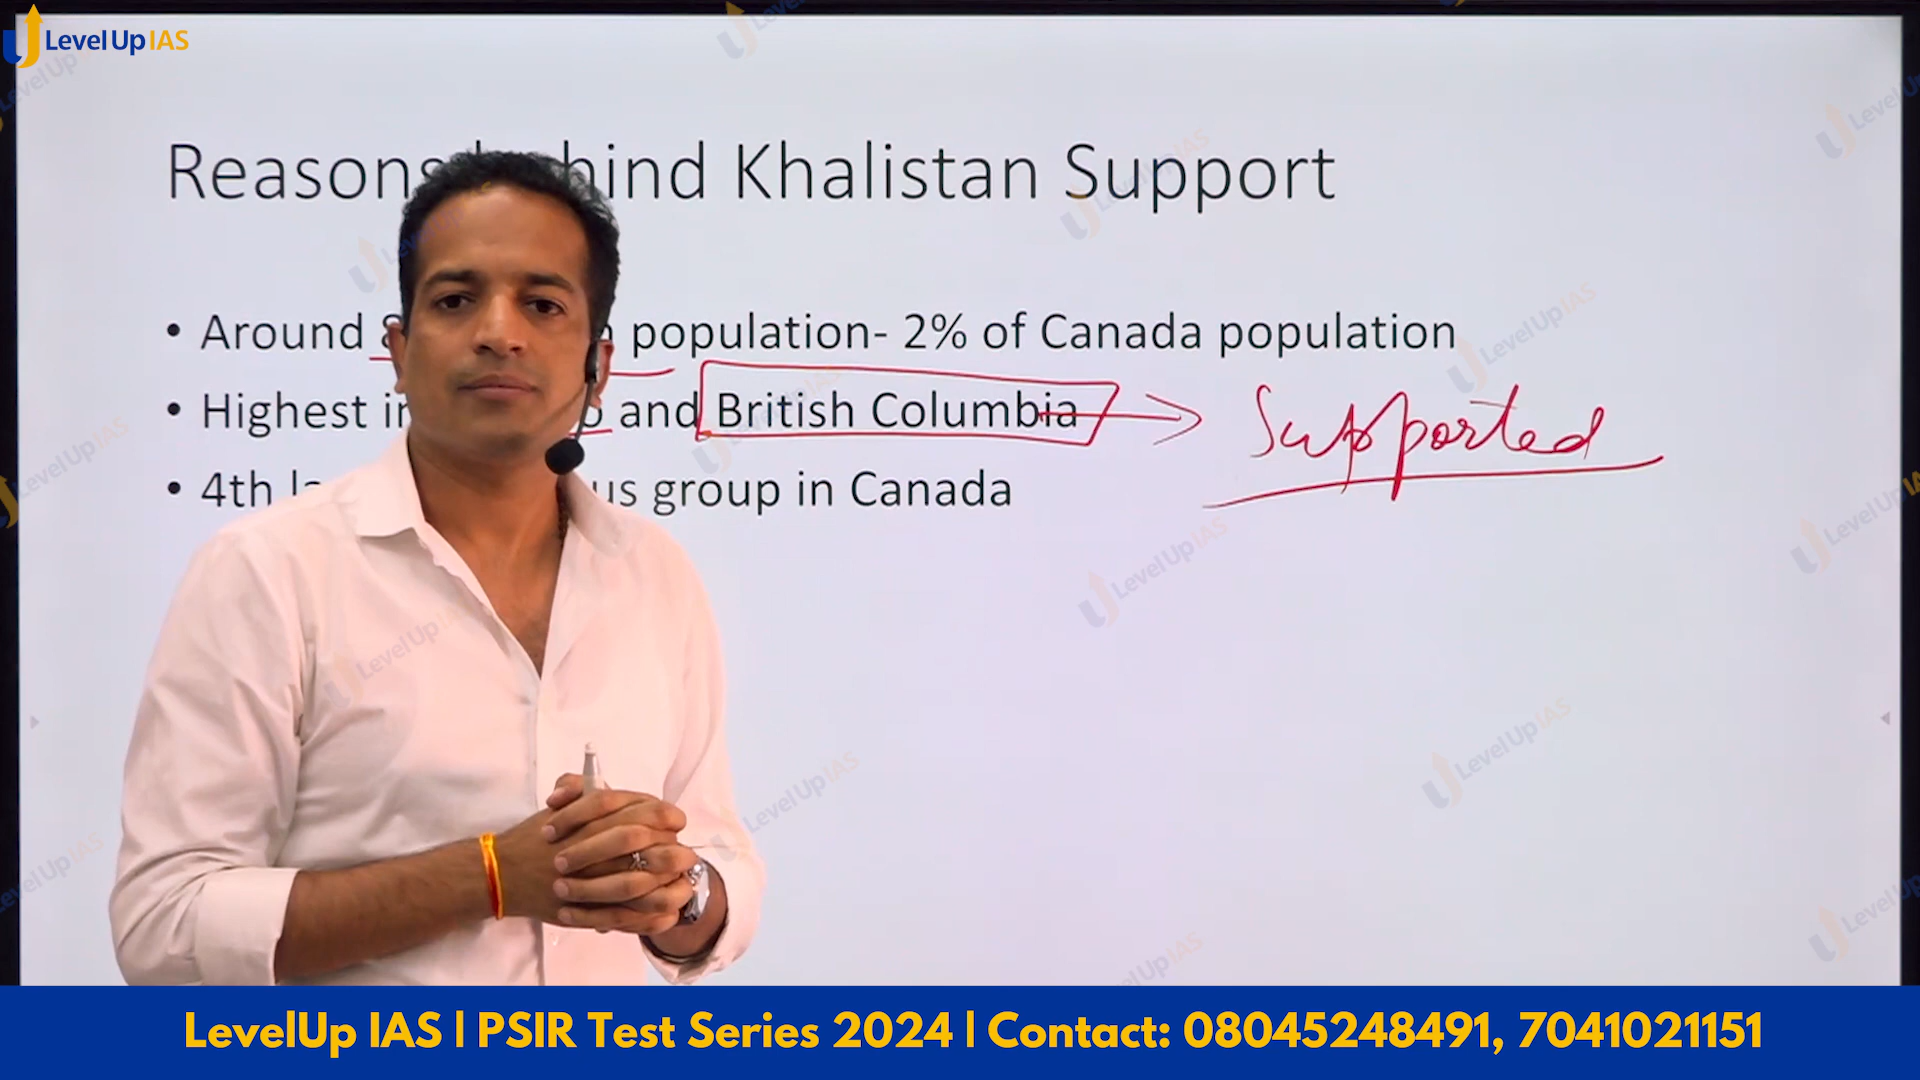 LevelUp IAS
Reasons hind Khalistan Support
• Around population- 2% of Canada population
• Highest in and British Columbia
Supported
• 4th us group in Canada
LevelUp IAS | PSIR Test Series 2024 | Contact: 08045248491, 7041021151